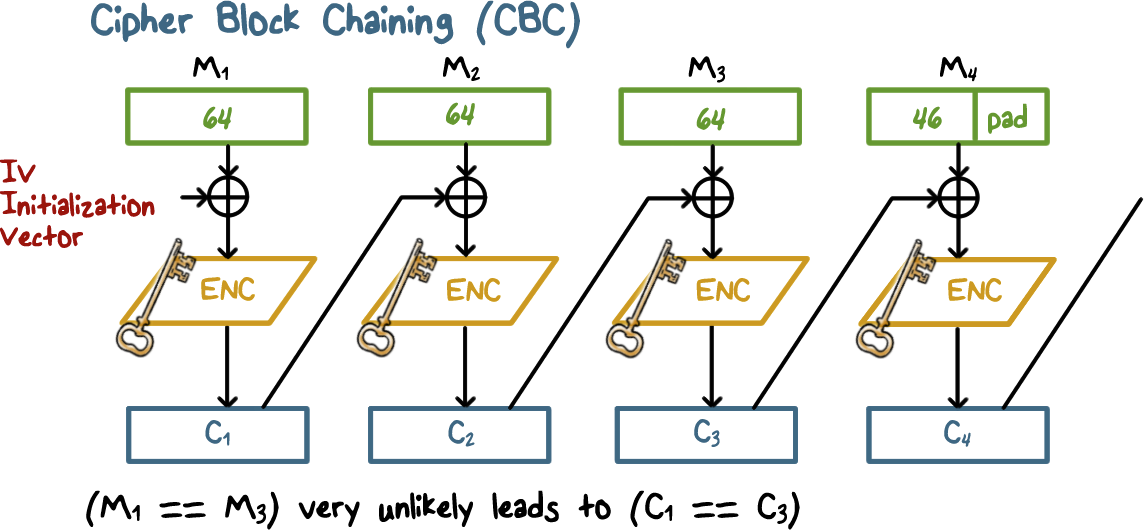 Cipher Block Chaining (CBC)
M₁ M₂ M₃ M₄
64 64 64 46 pad
Iv
Initialization
Vector
ENC ENC ENC ENC
C₁ C₂ C₃ C₄
(M₁ == M₃) very unlikely leads to (C₁ == C₃)